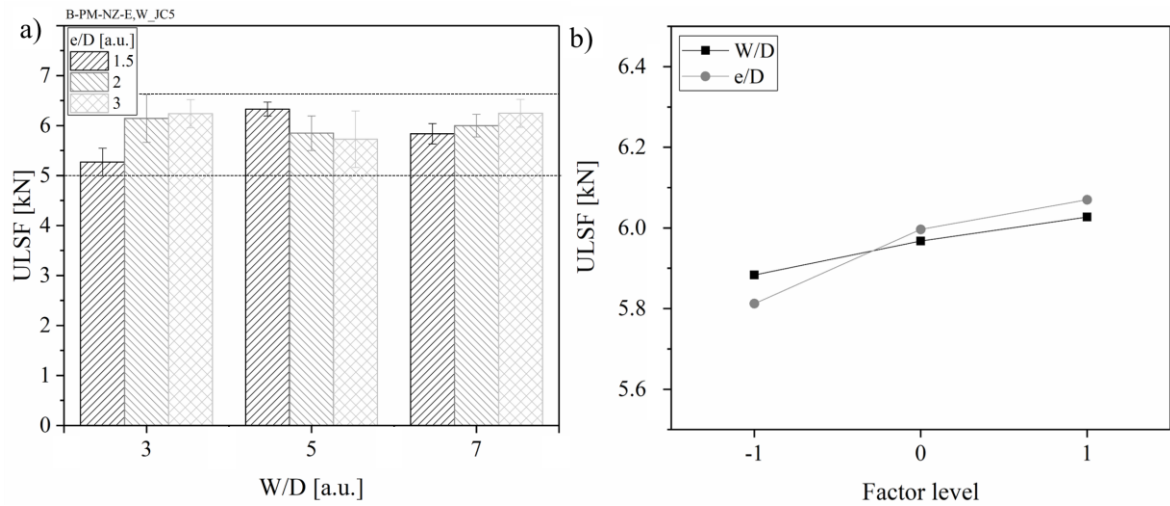 B-PM-NZ-E,W_JC5
a)
e/D [a.u.]
1.5
2
3
7
6
5
4
3
2
1
0
ULSF [kN]
3
5
7
W/D [a.u.]
b)
W/D
e/D
6.4
6.2
6.0
5.8
5.6
ULSF [kN]
-1
0
1
Factor level